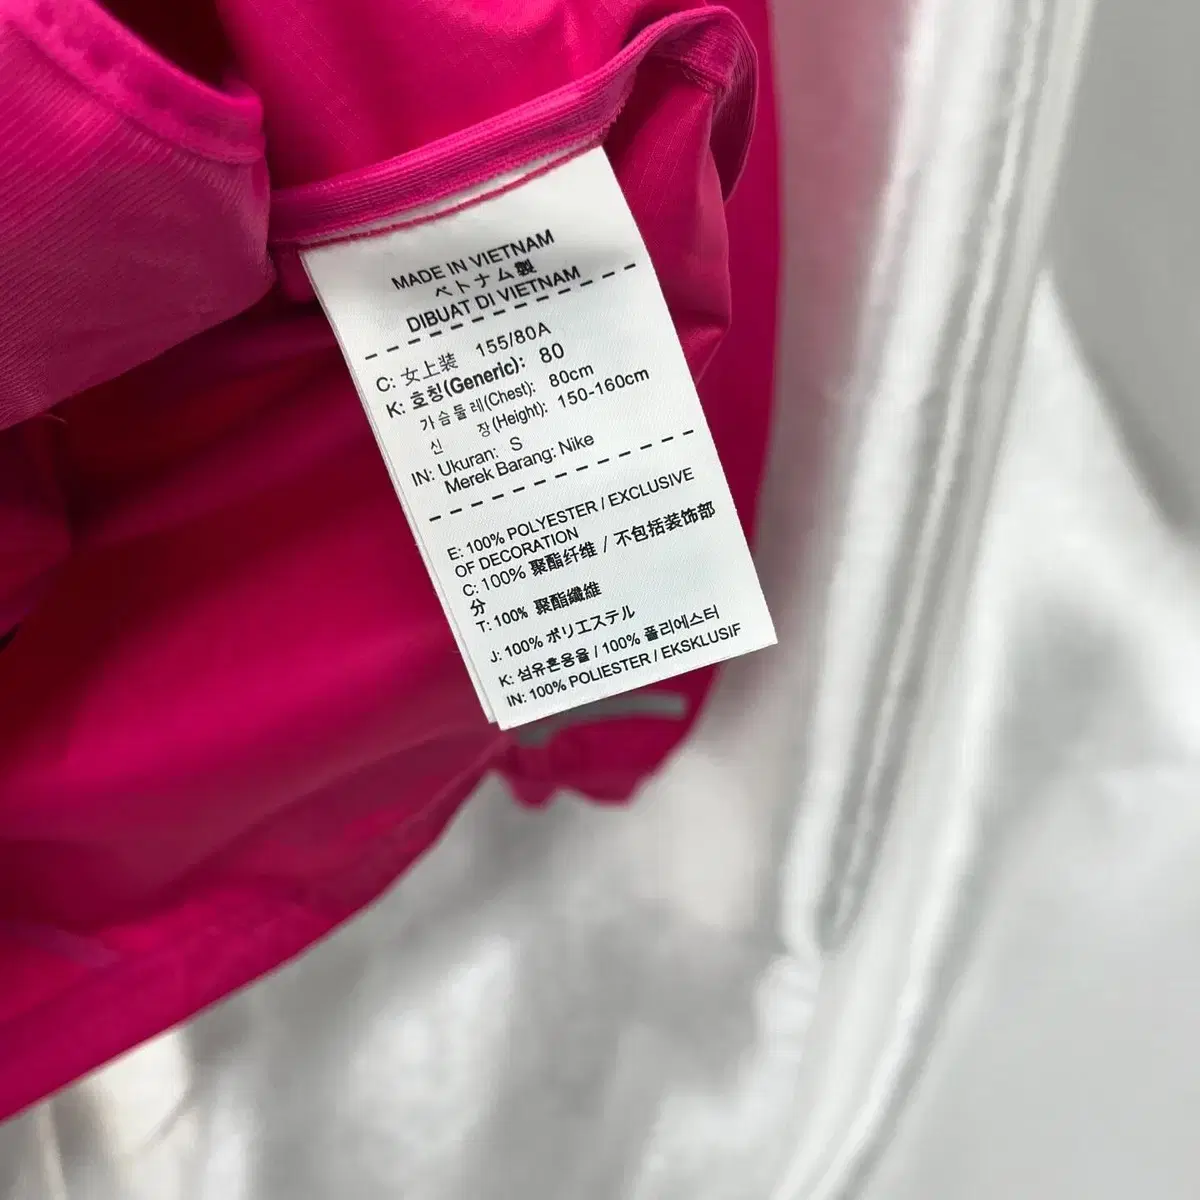 MADE IN VIETNAM
ベトナム製
DIBUAT DI VIETNAM
C: 女上装 155/80A
K: 호칭(Generic): 80
가슴둘레(Chest): 80cm
신 장(Height): 150-160cm
IN: Ukuran: S
Merek Barang: Nike
E: 100% POLYESTER / EXCLUSIVE
OF DECORATION
C: 100% 聚酯纤维 / 不包括装饰部
分
T: 100% 聚酯纖維
J: 100% ポリエステル
K: 섬유혼용율 / 100% 폴리에스터
IN: 100% POLIESTER / EKSKLUSIF